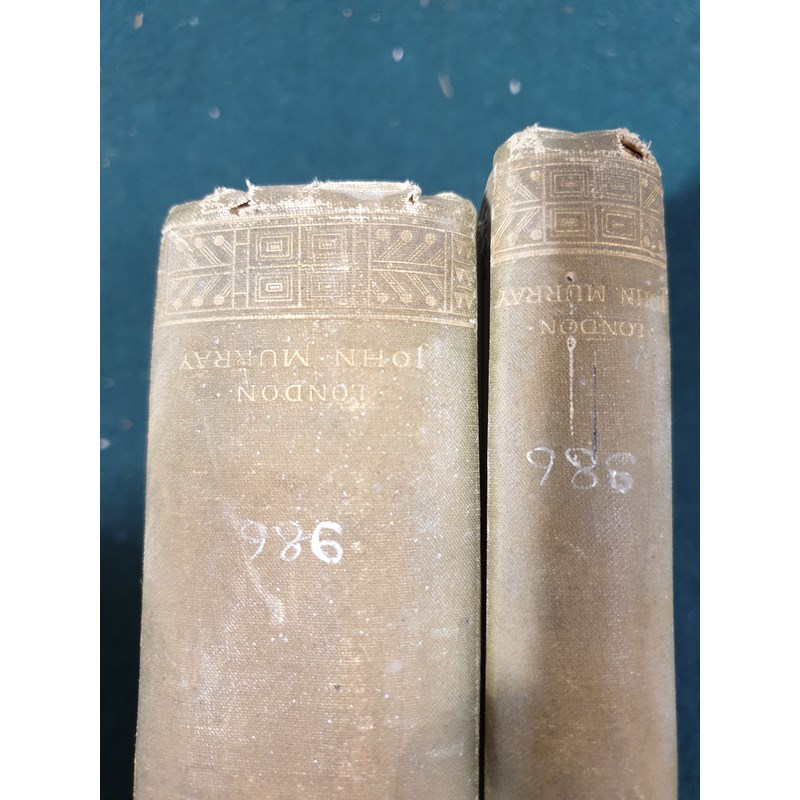 986
· LONDON ·
JOHN · MURRAY
986
· LONDON ·
JOHN MURRAY